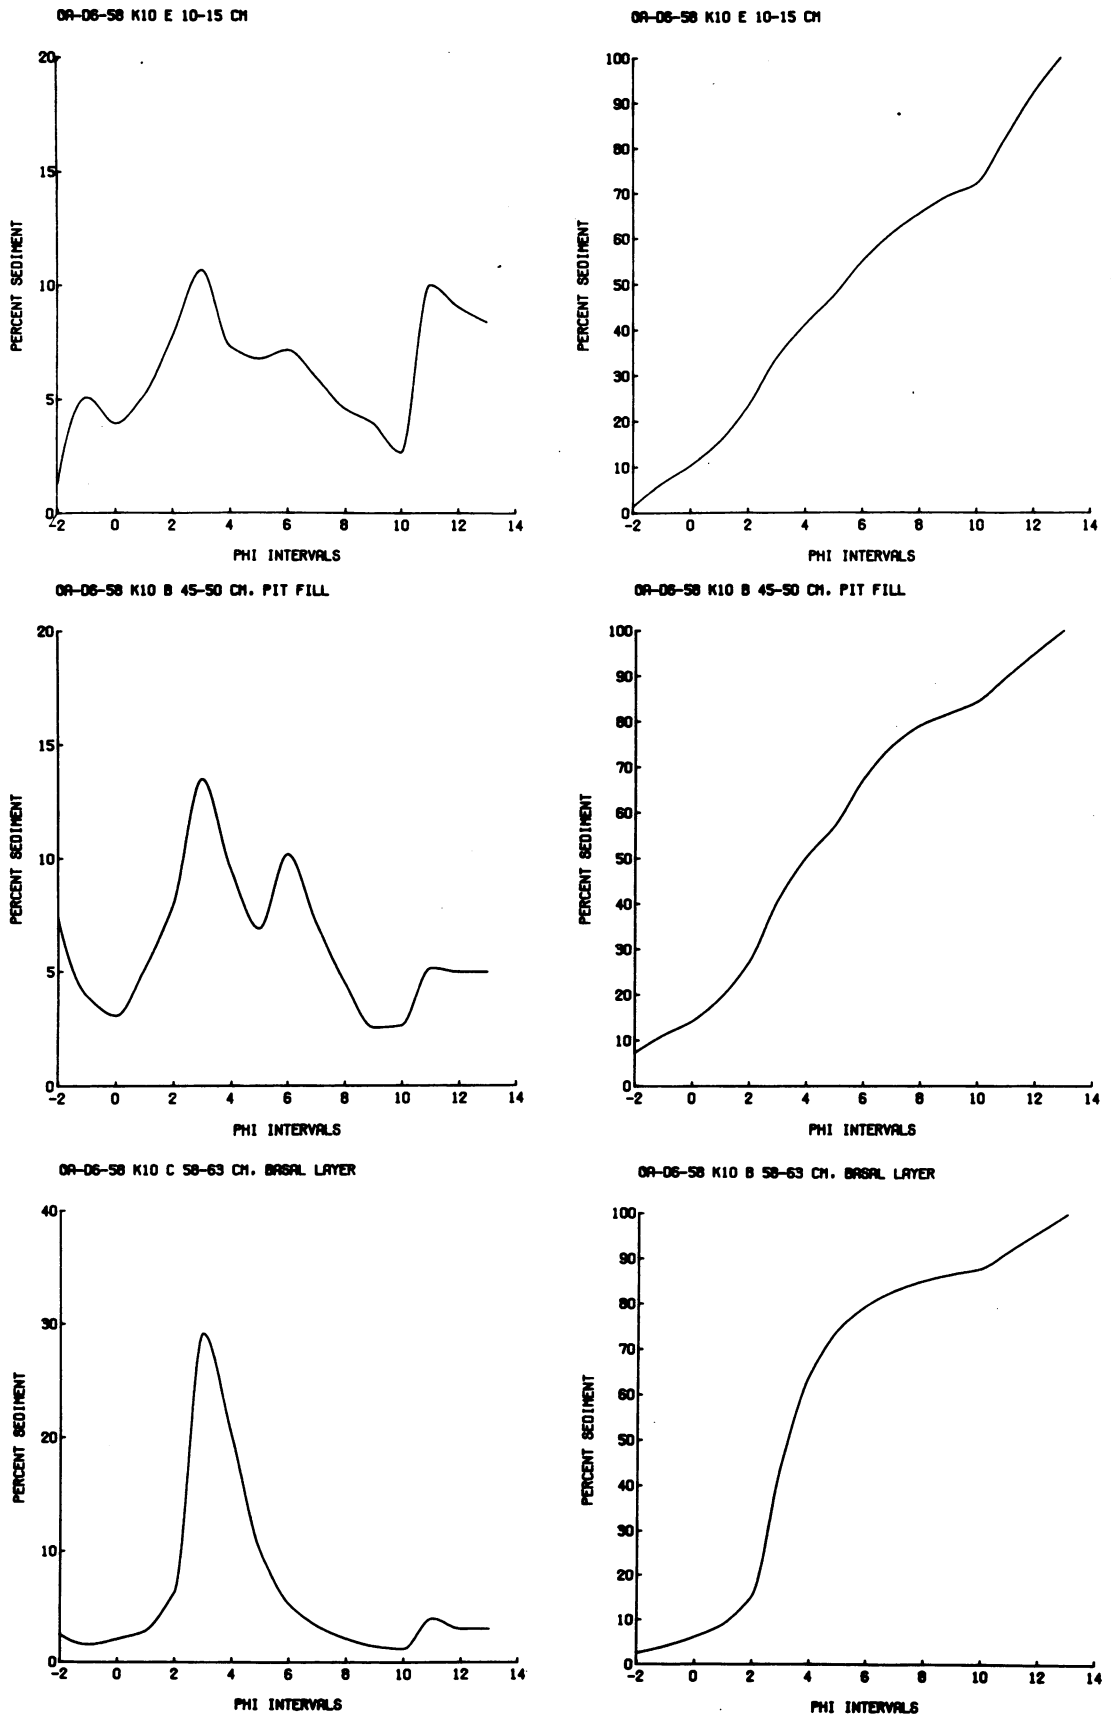 OA-D6-58 K10 E 10-15 CM
20
15
10
5
0
PERCENT SEDIMENT
-2 0 2 4 6 8 10 12 14
PHI INTERVALS
OA-D6-58 K10 E 10-15 CM
100
90
80
70
60
50
40
30
20
10
0
PERCENT SEDIMENT
-2 0 2 4 6 8 10 12 14
PHI INTERVALS
OA-D6-58 K10 B 45-50 CM. PIT FILL
20
15
10
5
0
PERCENT SEDIMENT
-2 0 2 4 6 8 10 12 14
PHI INTERVALS
OA-D6-58 K10 B 45-50 CM. PIT FILL
100
90
80
70
60
50
40
30
20
10
0
PERCENT SEDIMENT
-2 0 2 4 6 8 10 12 14
PHI INTERVALS
OA-D6-58 K10 C 58-63 CM. BASAL LAYER
40
30
20
10
0
PERCENT SEDIMENT
-2 0 2 4 6 8 10 12 14
PHI INTERVALS
OA-D6-58 K10 B 58-63 CM. BASAL LAYER
100
90
80
70
60
50
40
30
20
10
0
PERCENT SEDIMENT
-2 0 2 4 6 8 10 12 14
PHI INTERVALS